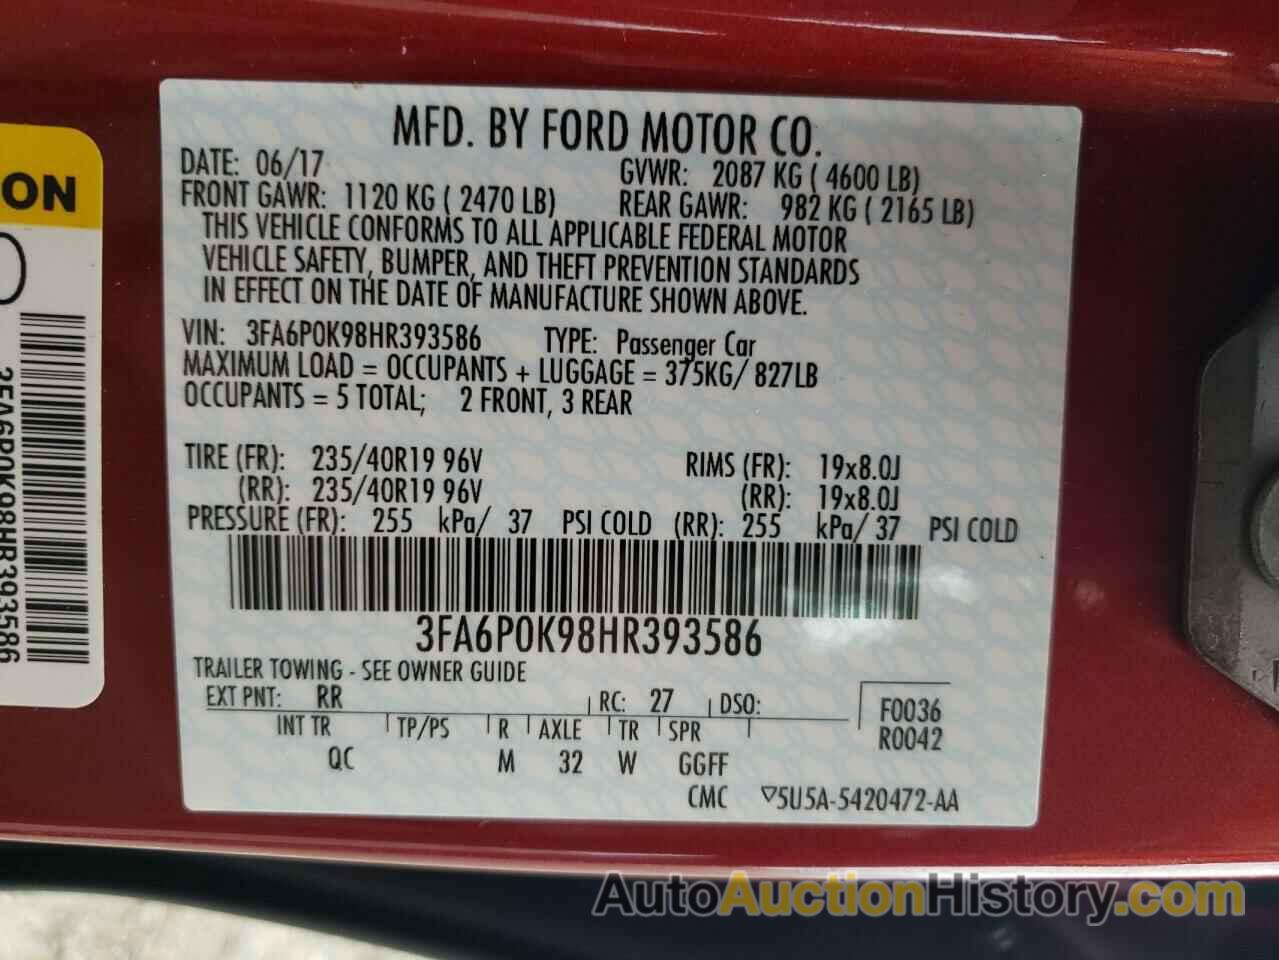 MFD. BY FORD MOTOR CO.
DATE: 06/17 GVWR: 2087 KG ( 4600 LB)
FRONT GAWR: 1120 KG ( 2470 LB) REAR GAWR: 982 KG ( 2165 LB)
THIS VEHICLE CONFORMS TO ALL APPLICABLE FEDERAL MOTOR
VEHICLE SAFETY, BUMPER, AND THEFT PREVENTION STANDARDS
IN EFFECT ON THE DATE OF MANUFACTURE SHOWN ABOVE.
VIN: 3FA6P0K98HR393586 TYPE: Passenger Car
MAXIMUM LOAD = OCCUPANTS + LUGGAGE = 375KG/ 827LB
OCCUPANTS = 5 TOTAL; 2 FRONT, 3 REAR
TIRE (FR): 235/40R19 96V RIMS (FR): 19x8.0J
(RR): 235/40R19 96V (RR): 19x8.0J
PRESSURE (FR): 255 kPa/ 37 PSI COLD (RR): 255 kPa/ 37 PSI COLD
3FA6P0K98HR393586
TRAILER TOWING - SEE OWNER GUIDE
EXT PNT: RR RC: 27 DSO: F0036
INT TR TP/PS R AXLE TR SPR R0042
QC M 32 W GGFF
CMC ▽5U5A-5420472-AA
ON
3FA6P0K98HR393586
AutoAuctionHistory.com